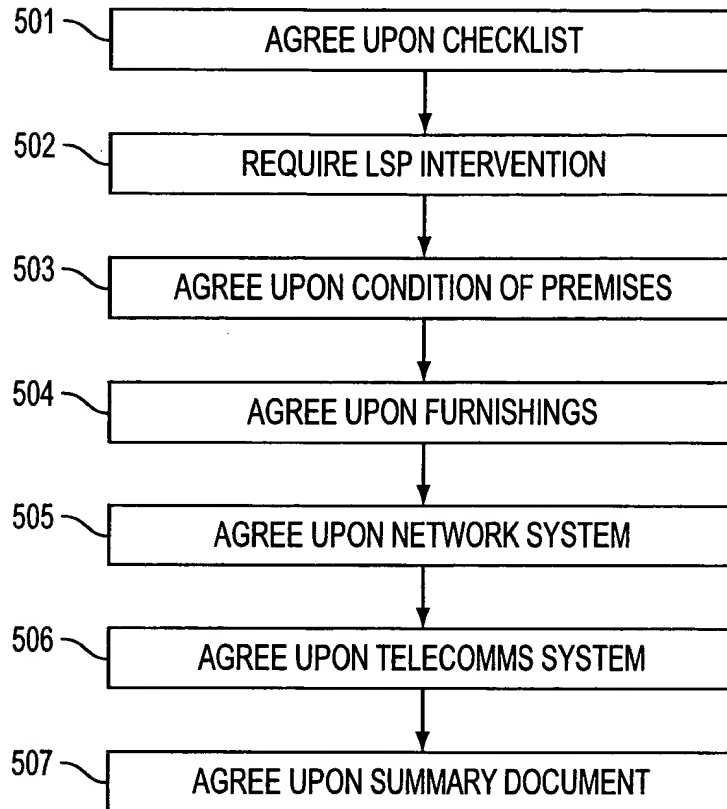 501 AGREE UPON CHECKLIST
502 REQUIRE LSP INTERVENTION
503 AGREE UPON CONDITION OF PREMISES
504 AGREE UPON FURNISHINGS
505 AGREE UPON NETWORK SYSTEM
506 AGREE UPON TELECOMMS SYSTEM
507 AGREE UPON SUMMARY DOCUMENT